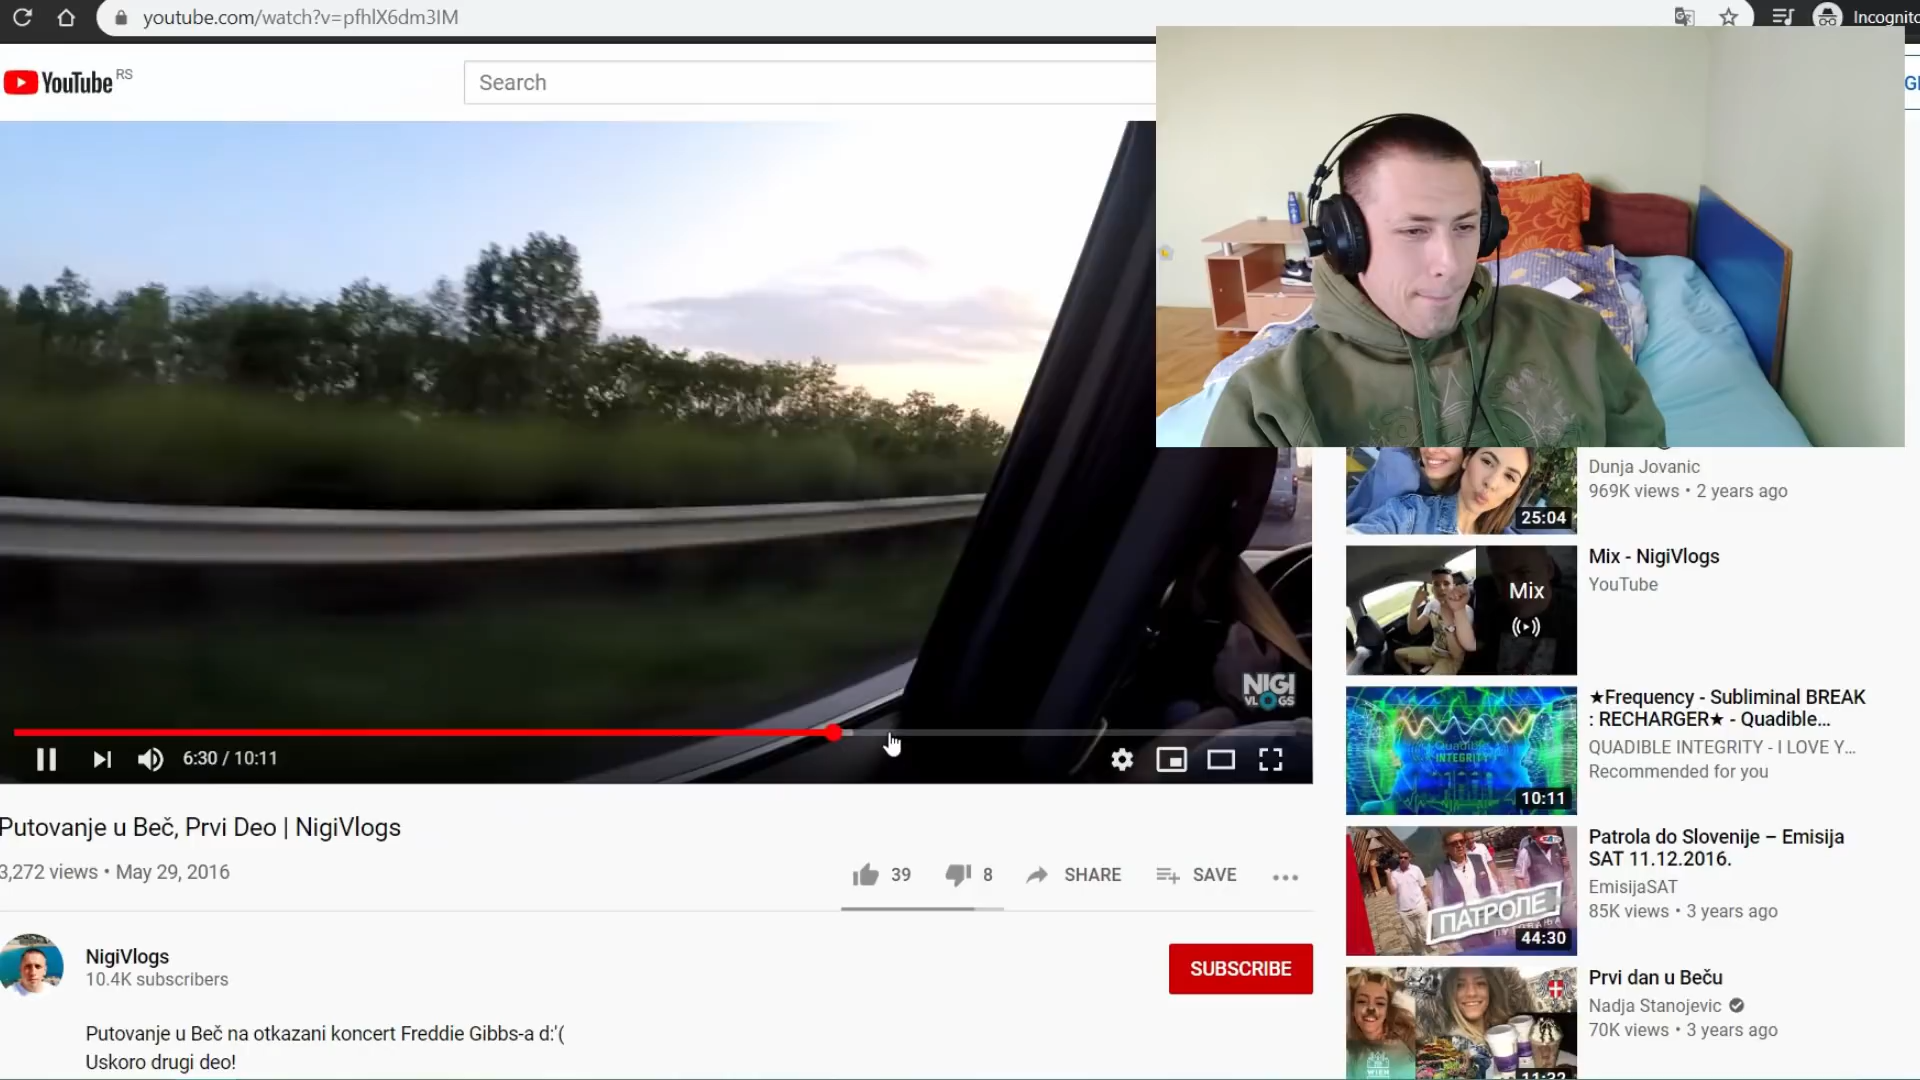 youtube.com/watch?v=pfhlX6dm3IM
Incognito
YouTube RS
Search
NIGI
VLOGS
6:30 / 10:11
Putovanje u Beč, Prvi Deo | NigiVlogs
3,272 views • May 29, 2016
39
8
SHARE
SAVE
NigiVlogs
10.4K subscribers
SUBSCRIBE
Putovanje u Beč na otkazani koncert Freddie Gibbs-a d:'(
Uskoro drugi deo!
Dunja Jovanic
969K views • 2 years ago
25:04
Mix - NigiVlogs
YouTube
Mix
★Frequency - Subliminal BREAK
: RECHARGER★ - Quadible...
QUADIBLE INTEGRITY - I LOVE Y...
Recommended for you
Quadible
INTEGRITY
10:11
Patrola do Slovenije – Emisija
SAT 11.12.2016.
EmisijaSAT
85K views • 3 years ago
ПАТРОЛЕ
44:30
Prvi dan u Beču
Nadja Stanojevic
70K views • 3 years ago
WIEN
11:32